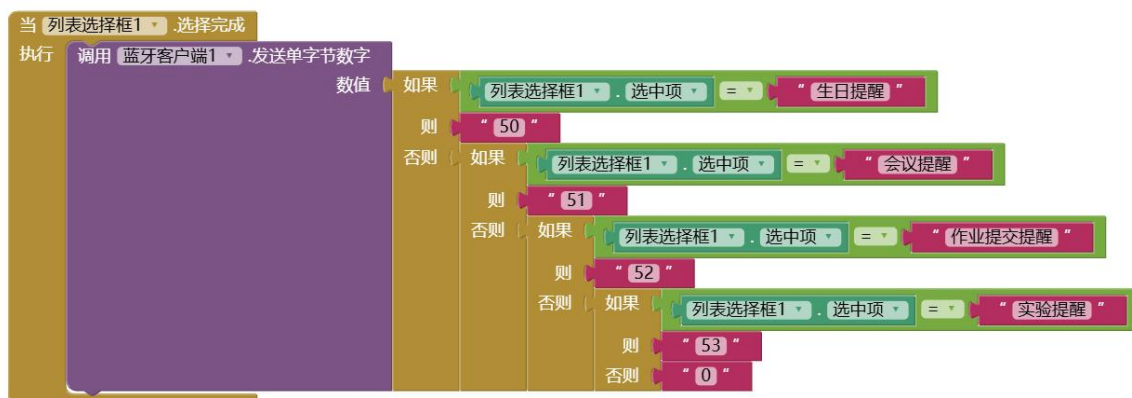 当 列表选择框1 .选择完成
执行 调用 蓝牙客户端1 .发送单字节数字
数值 如果 列表选择框1 . 选中项 = " 生日提醒 "
则 " 50 "
否则 如果 列表选择框1 . 选中项 = " 会议提醒 "
则 " 51 "
否则 如果 列表选择框1 . 选中项 = " 作业提交提醒 "
则 " 52 "
否则 如果 列表选择框1 . 选中项 = " 实验提醒 "
则 " 53 "
否则 " 0 "